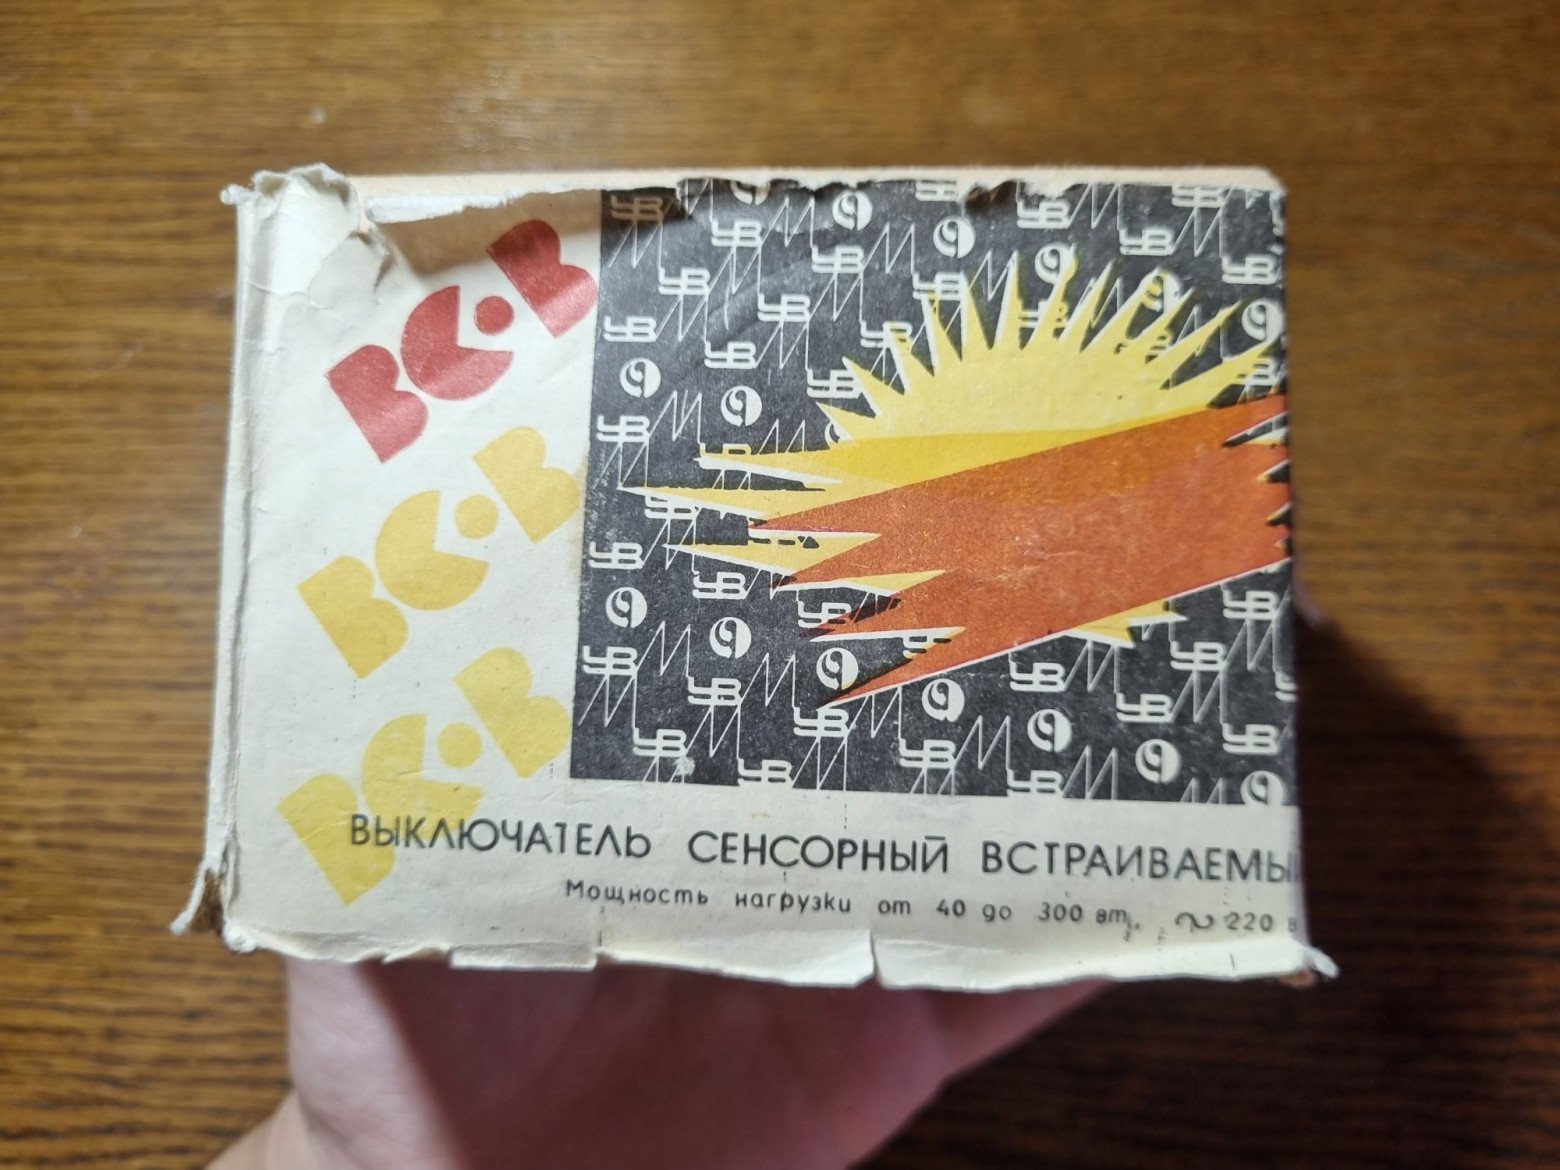 ВС·В
ВС·В
ВС·В
ВЫКЛЮЧАТЕЛЬ СЕНСОРНЫЙ ВСТРАИВАЕМЫ
Мощность нагрузки от 40 до 300 вт, ~ 220 в